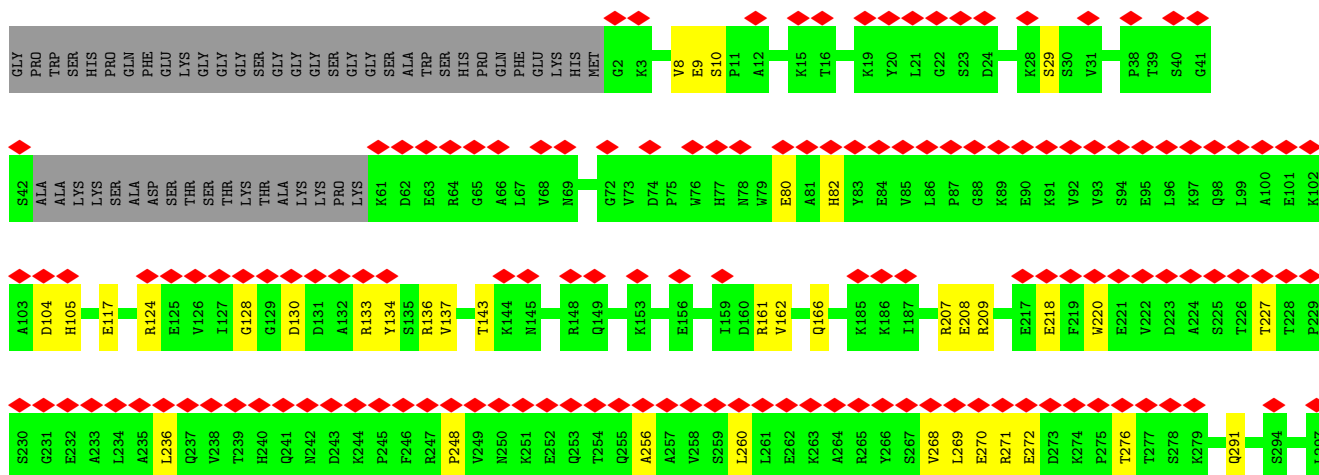 GLY PRO TRP SER HIS PRO GLN PHE GLU LYS GLY GLY GLY SER GLY GLY GLY SER GLY GLY SER ALA TRP SER HIS PRO GLN PHE GLU LYS HIS MET G2 K3 V8 E9 S10 P11 A12 K15 T16 K19 Y20 L21 G22 S23 D24 K28 S29 S30 V31 P38 T39 S40 G41
S42 ALA ALA LYS LYS SER ALA ASP SER THR SER THR LYS THR ALA LYS LYS PRO LYS K61 D62 E63 R64 G65 A66 L67 V68 N69 G72 V73 D74 P75 W76 H77 N78 W79 E80 A81 H82 Y83 E84 V85 L86 P87 G88 K89 E90 K91 V92 V93 S94 E95 L96 K97 Q98 L99 A100 E101 K102
A103 D104 H105 E117 R124 E125 V126 I127 G128 G129 D130 D131 A132 R133 Y134 S135 R136 V137 T143 K144 N145 R148 Q149 K153 E156 I159 D160 R161 V162 Q166 K185 K186 I187 R207 E208 R209 E217 E218 F219 W220 E221 V222 D223 A224 S225 T226 T227 T228 P229
S230 G231 E232 A233 L234 A235 L236 Q237 V238 T239 H240 Q241 N242 D243 K244 P245 F246 R247 P248 V249 N250 K251 E252 Q253 T254 Q255 A256 A257 V258 S259 L260 L261 E262 K263 A264 R265 Y266 S267 V268 L269 E270 R271 E272 D273 K274 P275 T276 T277 S278 K279 Q291 S294